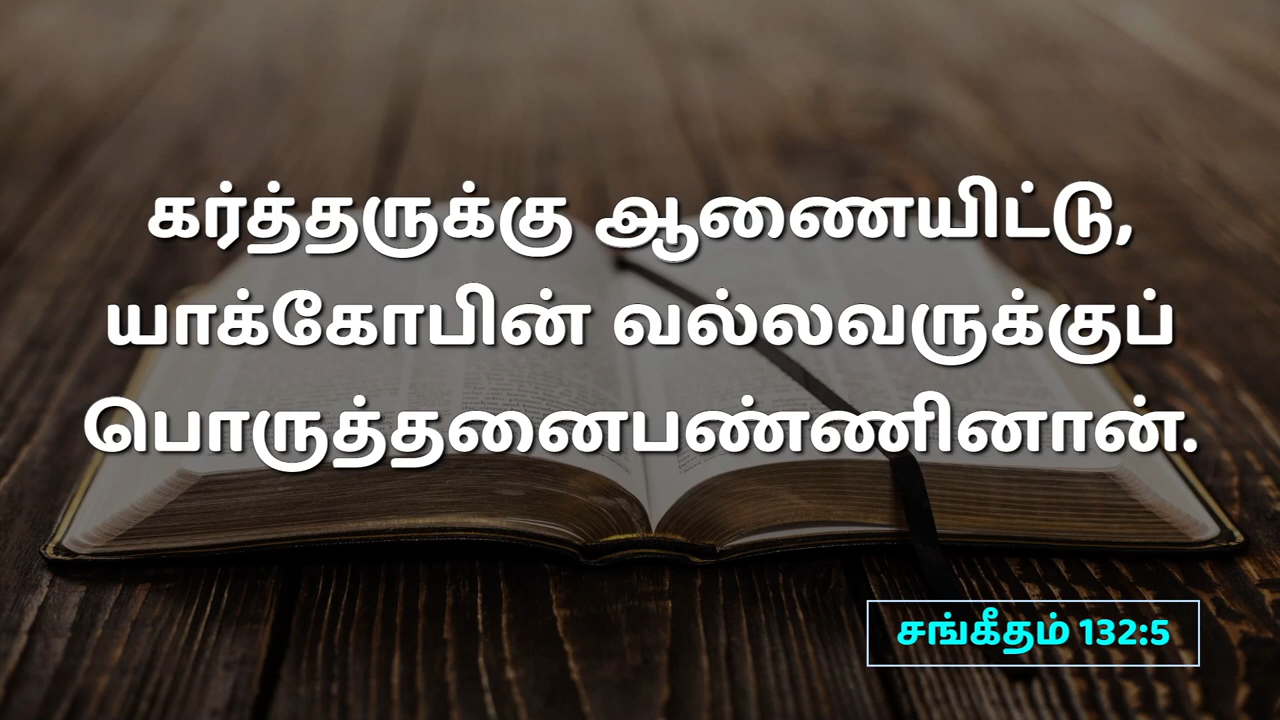 கர்த்தருக்கு ஆணையிட்டு,
யாக்கோபின் வல்லவருக்குப்
பொருத்தனைபண்ணினான்.
சங்கீதம் 132:5